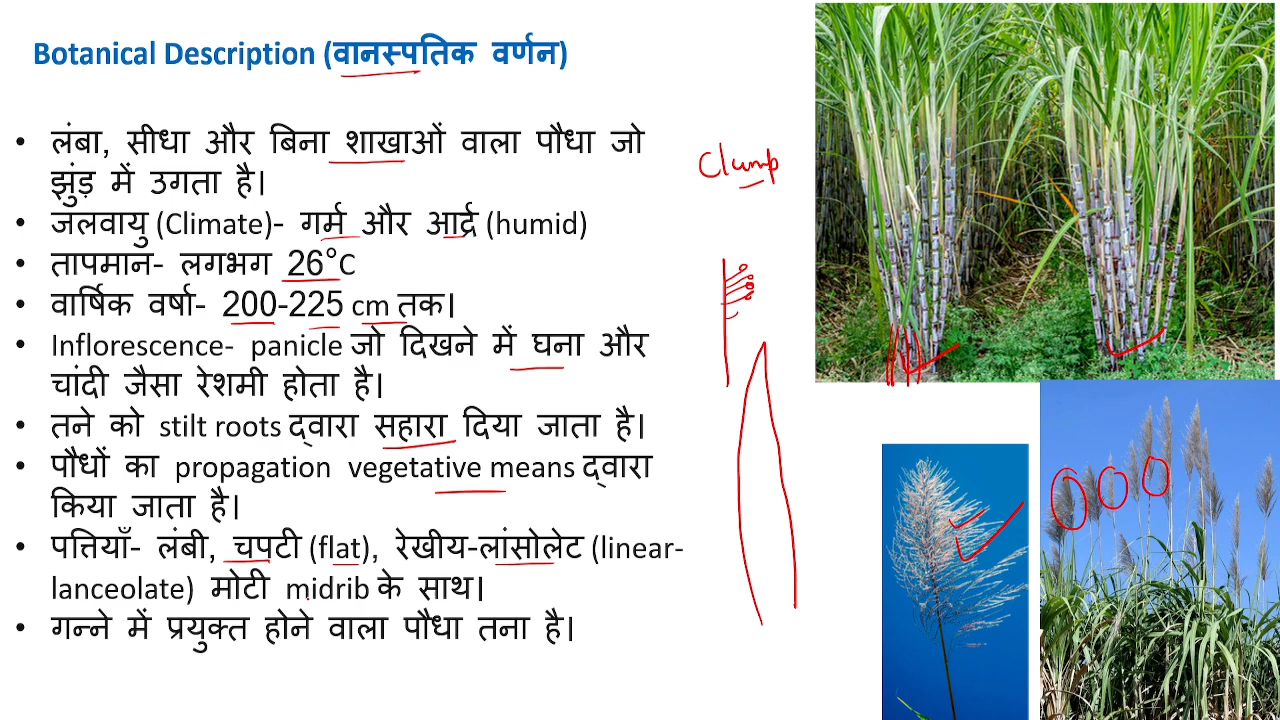 Botanical Description (वानस्पतिक वर्णन)
• लंबा, सीधा और बिना शाखाओं वाला पौधा जो
झुंड़ में उगता है।
• जलवायु (Climate)- गर्म और आर्द्र (humid)
• तापमान- लगभग 26°C
• वार्षिक वर्षा- 200-225 cm तक।
• Inflorescence- panicle जो दिखने में घना और
चांदी जैसा रेशमी होता है।
• तने को stilt roots द्वारा सहारा दिया जाता है।
• पौधों का propagation vegetative means द्वारा
किया जाता है।
• पत्तियाँ- लंबी, चपटी (flat), रेखीय-लांसोलेट (linear-
lanceolate) मोटी midrib के साथ।
• गन्ने में प्रयुक्त होने वाला पौधा तना है।
Clump